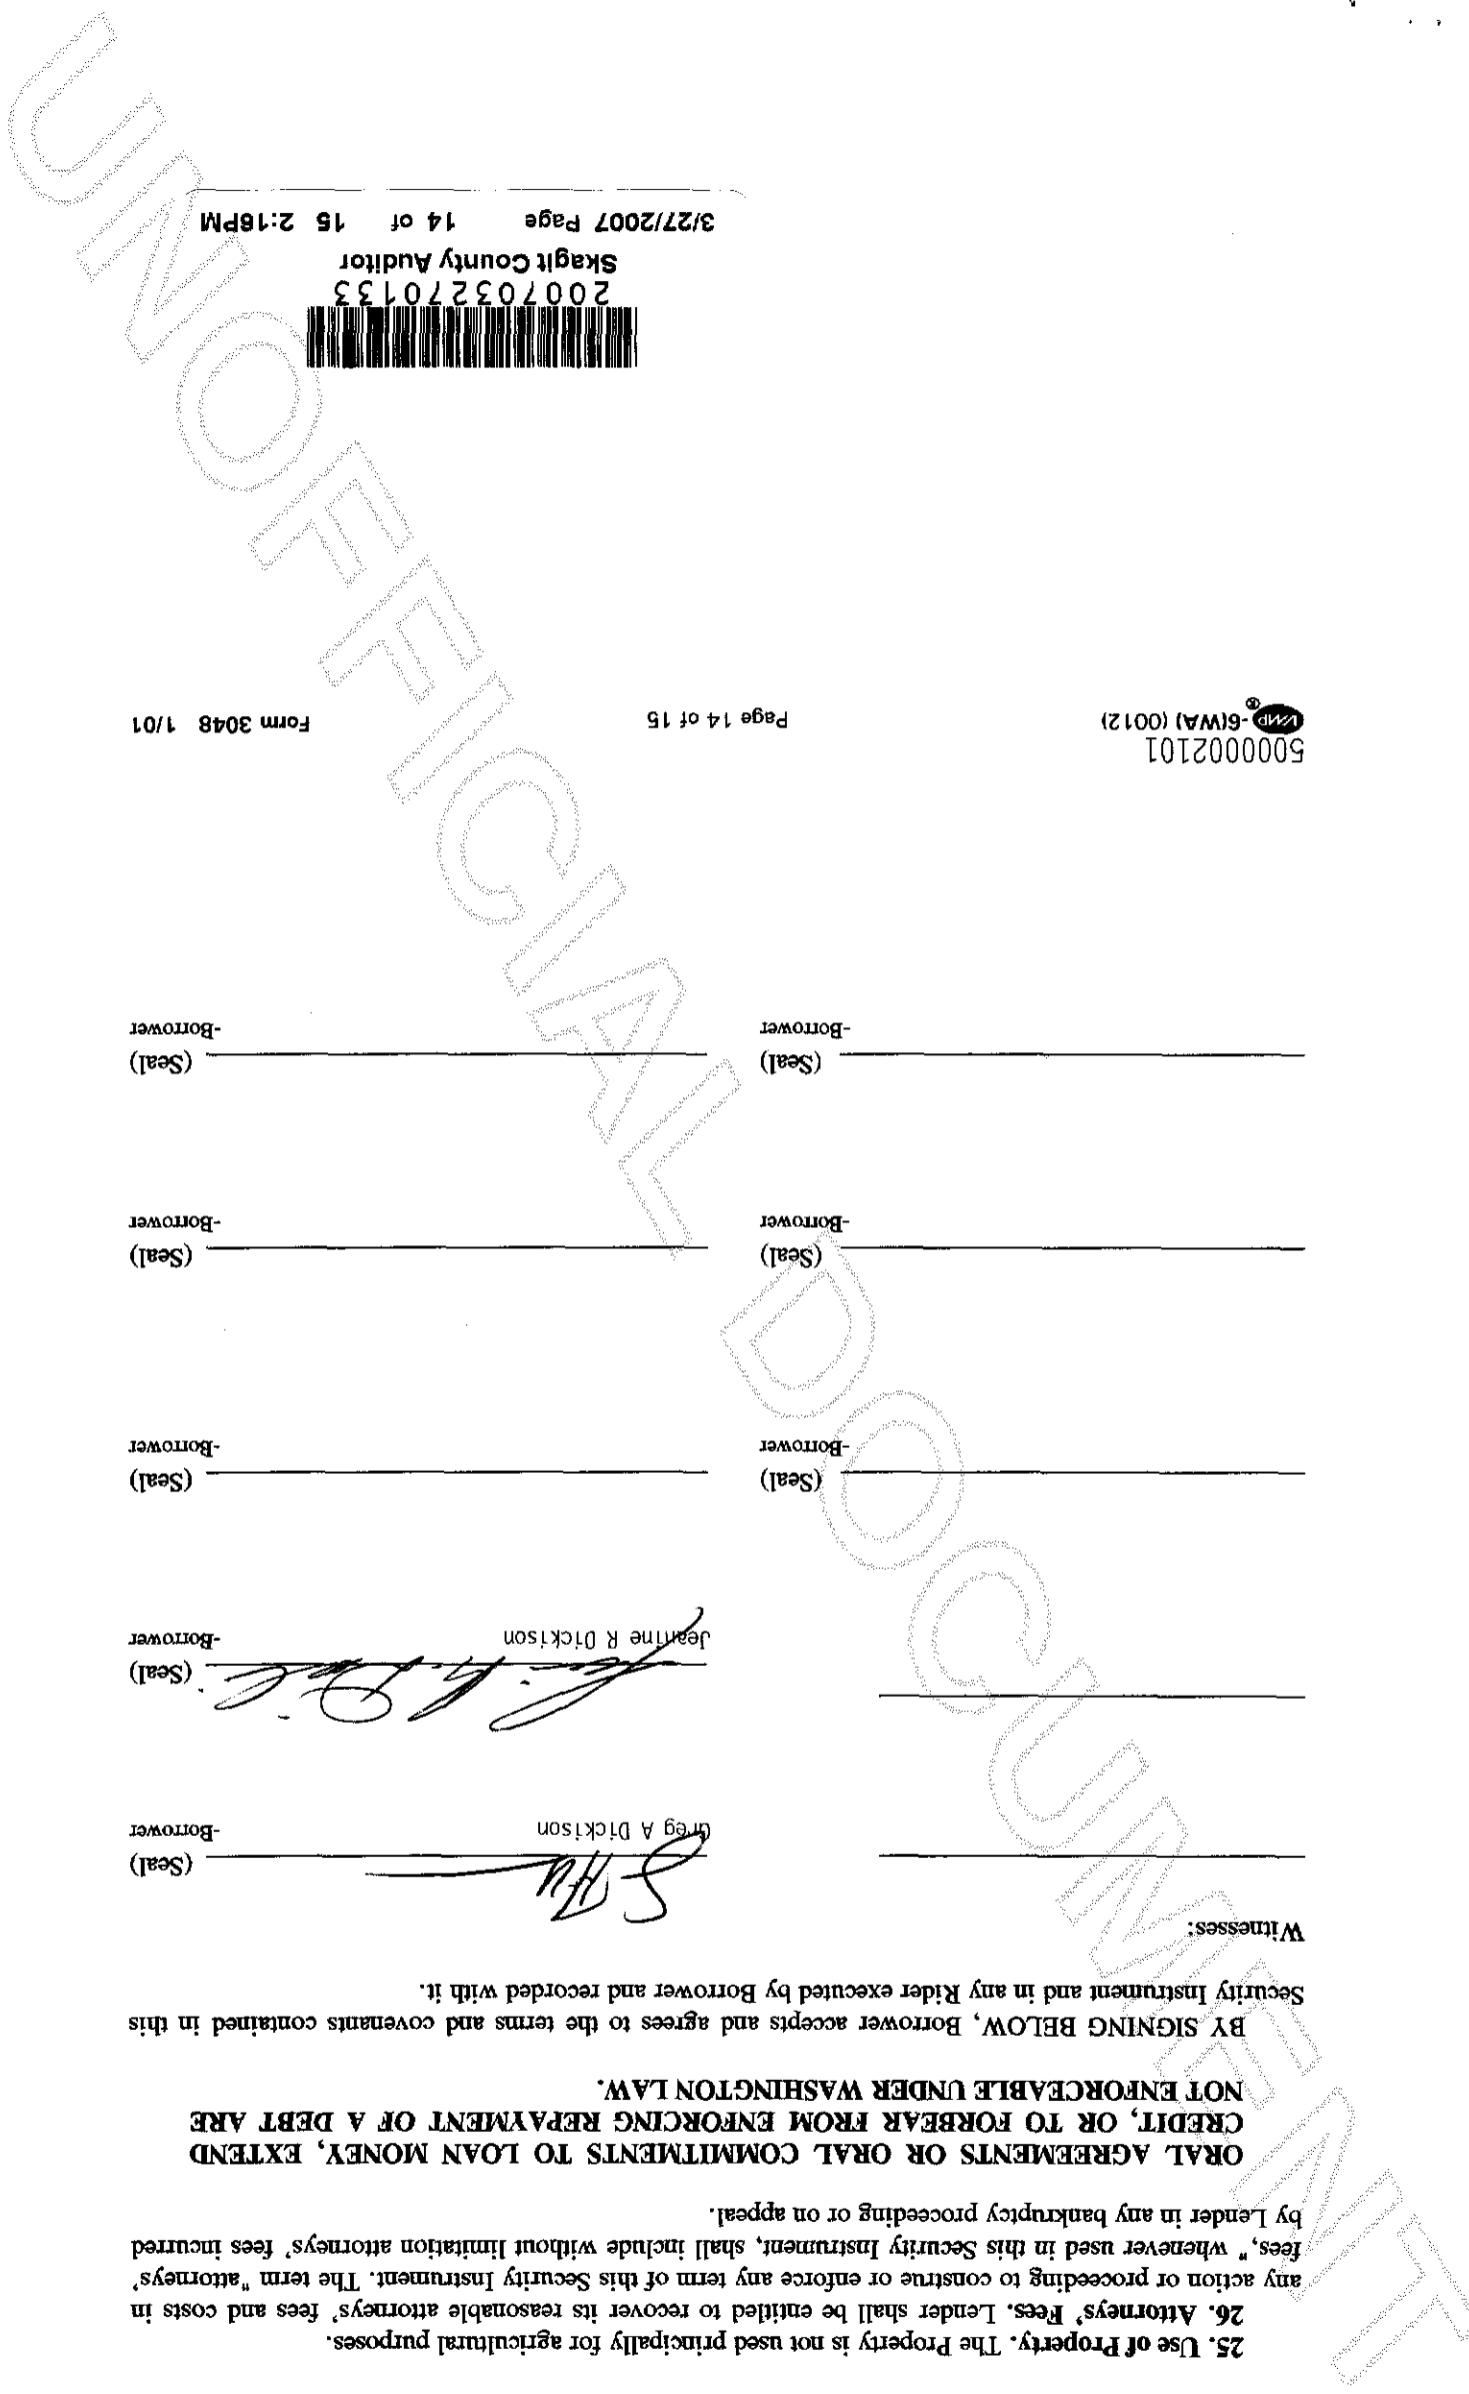 25. Use of Property. The Property is not used principally for agricultural purposes.
26. Attorneys' Fees. Lender shall be entitled to recover its reasonable attorneys' fees and costs in
any action or proceeding to construe or enforce any term of this Security Instrument. The term "attorneys'
fees," whenever used in this Security Instrument, shall include without limitation attorneys' fees incurred
by Lender in any bankruptcy proceeding or on appeal.
ORAL AGREEMENTS OR ORAL COMMITMENTS TO LOAN MONEY, EXTEND
CREDIT, OR TO FORBEAR FROM ENFORCING REPAYMENT OF A DEBT ARE
NOT ENFORCEABLE UNDER WASHINGTON LAW.
BY SIGNING BELOW, Borrower accepts and agrees to the terms and covenants contained in this
Security Instrument and in any Rider executed by Borrower and recorded with it.
Witnesses:
(Seal)
Greg A Dickison -Borrower
(Seal)
Jeanine R Dickison -Borrower
(Seal) (Seal)
-Borrower -Borrower
(Seal) (Seal)
-Borrower -Borrower
(Seal) (Seal)
-Borrower -Borrower
5000002101
VMP®-6(WA) (0012) Page 14 of 15 Form 3048 1/01
200703270133
Skagit County Auditor
3/27/2007 Page 14 of 15 2:16PM
UNOFFICIAL DOCUMENT